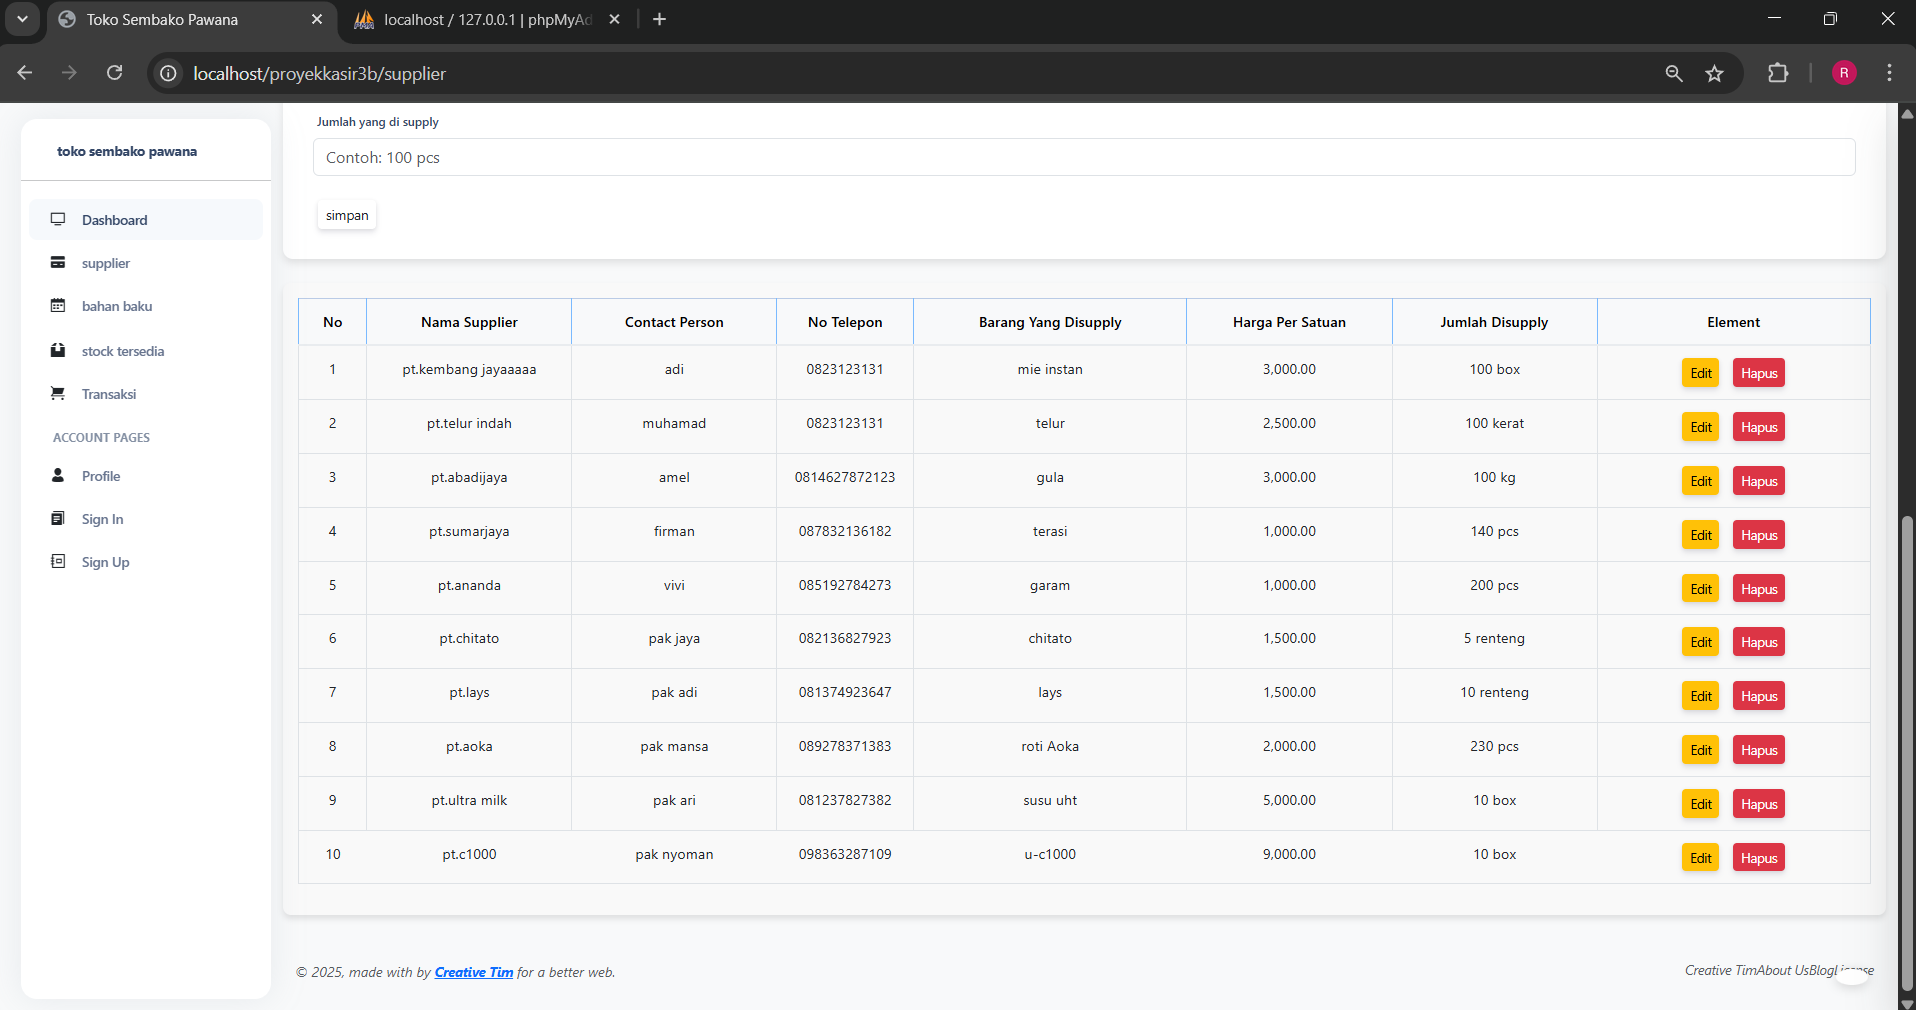 Toko Sembako Pawana
localhost / 127.0.0.1 | phpMyAd
localhost/proyekkasir3b/supplier
R
toko sembako pawana
Dashboard
supplier
bahan baku
stock tersedia
Transaksi
ACCOUNT PAGES
Profile
Sign In
Sign Up
Jumlah yang di supply
Contoh: 100 pcs
simpan
No Nama Supplier Contact Person No Telepon Barang Yang Disupply Harga Per Satuan Jumlah Disupply Element
1 pt.kembang jayaaaaa adi 0823123131 mie instan 3,000.00 100 box Edit Hapus
2 pt.telur indah muhamad 0823123131 telur 2,500.00 100 kerat Edit Hapus
3 pt.abadijaya amel 0814627872123 gula 3,000.00 100 kg Edit Hapus
4 pt.sumarjaya firman 087832136182 terasi 1,000.00 140 pcs Edit Hapus
5 pt.ananda vivi 085192784273 garam 1,000.00 200 pcs Edit Hapus
6 pt.chitato pak jaya 082136827923 chitato 1,500.00 5 renteng Edit Hapus
7 pt.lays pak adi 081374923647 lays 1,500.00 10 renteng Edit Hapus
8 pt.aoka pak mansa 089278371383 roti Aoka 2,000.00 230 pcs Edit Hapus
9 pt.ultra milk pak ari 081237827382 susu uht 5,000.00 10 box Edit Hapus
10 pt.c1000 pak nyoman 098363287109 u-c1000 9,000.00 10 box Edit Hapus
© 2025, made with by Creative Tim for a better web.
Creative TimAbout UsBlogLicense